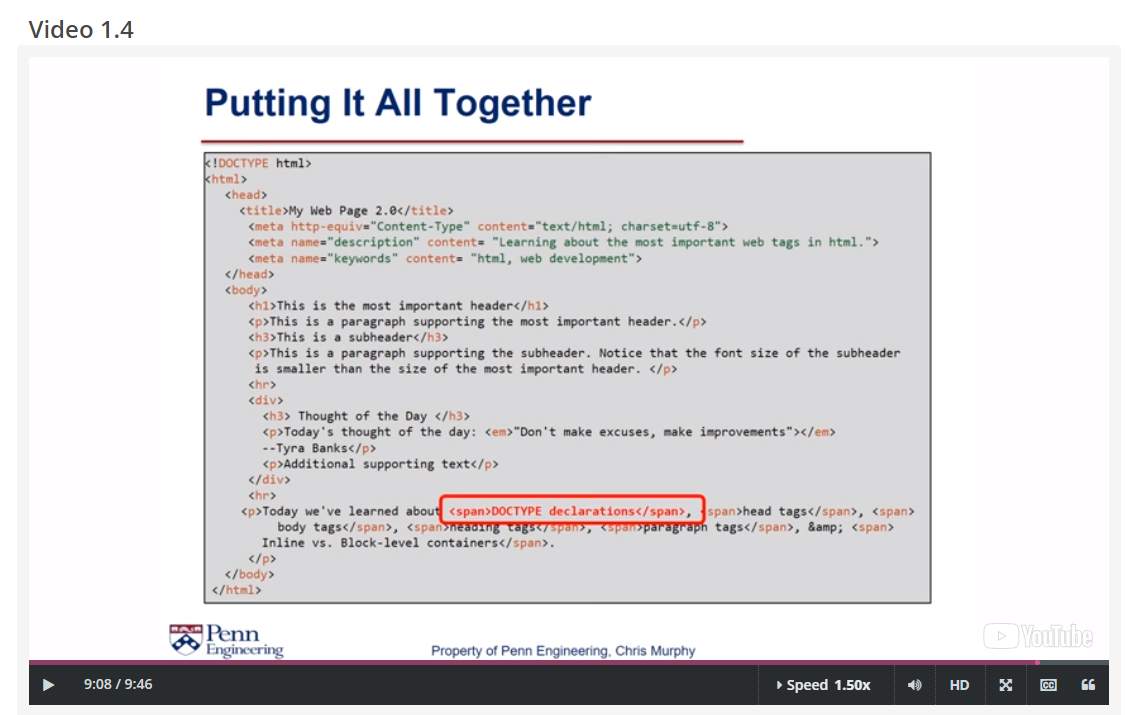 Video 1.4
Putting It All Together
<!DOCTYPE html>
<html>
<head>
<title>My Web Page 2.0</title>
<meta http-equiv="Content-Type" content="text/html; charset=utf-8">
<meta name="description" content= "Learning about the most important web tags in html.">
<meta name="keywords" content= "html, web development">
</head>
<body>
<h1>This is the most important header</h1>
<p>This is a paragraph supporting the most important header.</p>
<h3>This is a subheader</h3>
<p>This is a paragraph supporting the subheader. Notice that the font size of the subheader
is smaller than the size of the most important header. </p>
<hr>
<div>
<h3> Thought of the Day </h3>
<p>Today's thought of the day: <em>"Don't make excuses, make improvements"></em>
--Tyra Banks</p>
<p>Additional supporting text</p>
</div>
<hr>
<p>Today we've learned about <span>DOCTYPE declarations</span>, <span>head tags</span>, <span>
body tags</span>, <span>heading tags</span>, <span>paragraph tags</span>, &amp; <span>
Inline vs. Block-level containers</span>.
</p>
</body>
</html>
Penn
Engineering
Property of Penn Engineering, Chris Murphy
YouTube
9:08 / 9:46
Speed 1.50x
HD
CC